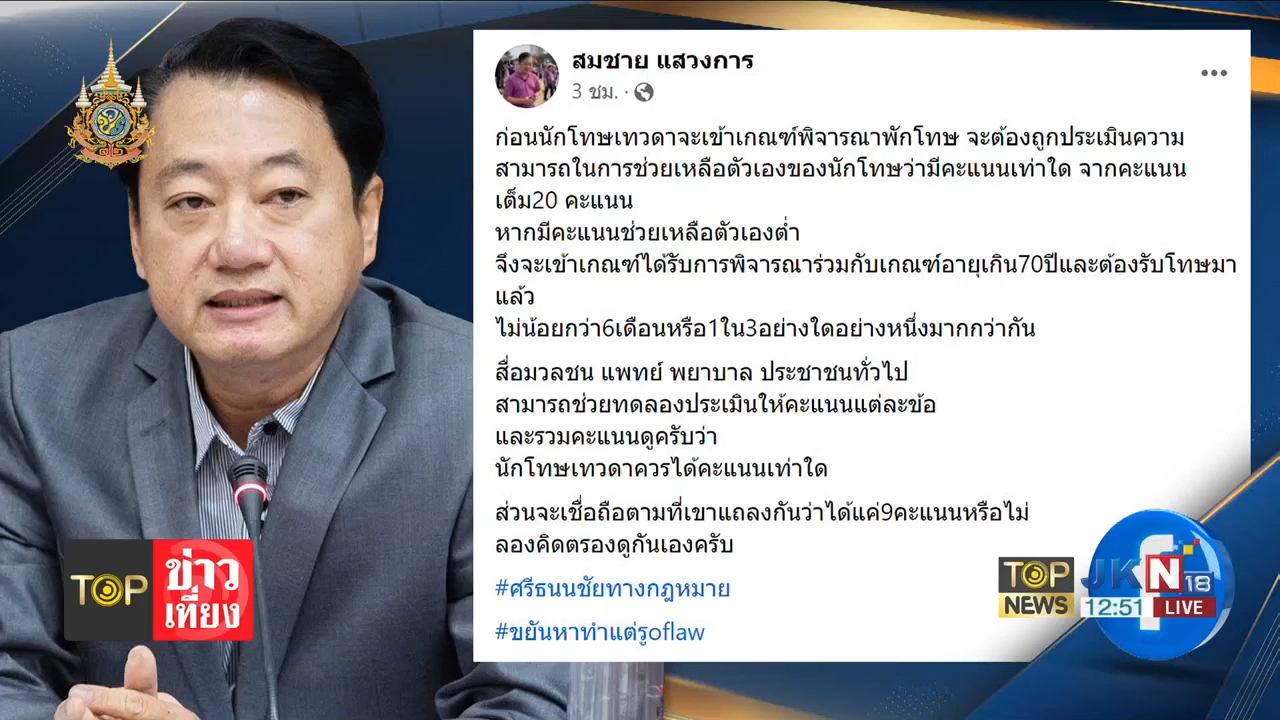 สมชาย แสวงการ
3 ชม.
ก่อนนักโทษเทวดาจะเข้าเกณฑ์พิจารณาพักโทษ จะต้องถูกประเมินความ
สามารถในการช่วยเหลือตัวเองของนักโทษว่ามีคะแนนเท่าใด จากคะแนน
เต็ม20 คะแนน
หากมีคะแนนช่วยเหลือตัวเองต่ำ
จึงจะเข้าเกณฑ์ได้รับการพิจารณาร่วมกับเกณฑ์อายุเกิน70ปีและต้องรับโทษมา
แล้ว
ไม่น้อยกว่า6เดือนหรือ1ใน3อย่างใดอย่างหนึ่งมากกว่ากัน
สื่อมวลชน แพทย์ พยาบาล ประชาชนทั่วไป
สามารถช่วยทดลองประเมินให้คะแนนแต่ละข้อ
และรวมคะแนนดูครับว่า
นักโทษเทวดาควรได้คะแนนเท่าใด
ส่วนจะเชื่อถือตามที่เขาแถลงกันว่าได้แค่9คะแนนหรือไม่
ลองคิดตรองดูกันเองครับ
#ศรีธนนชัยทางกฎหมาย
#ขยันหาทำแต่รูoflaw
TOP ข่าว
เที่ยง
TOP
NEWS
JKN 18
12:51 LIVE